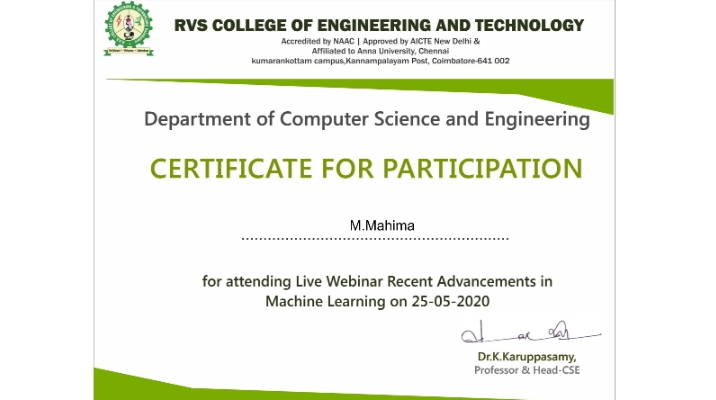 RVS COLLEGE OF ENGINEERING AND TECHNOLOGY
Accredited by NAAC | Approved by AICTE New Delhi &
Affiliated to Anna University, Chennai
kumarankottam campus,Kannampalayam Post, Coimbatore-641 002
Department of Computer Science and Engineering
CERTIFICATE FOR PARTICIPATION
M.Mahima
for attending Live Webinar Recent Advancements in
Machine Learning on 25-05-2020
Dr.K.Karuppasamy,
Professor & Head-CSE